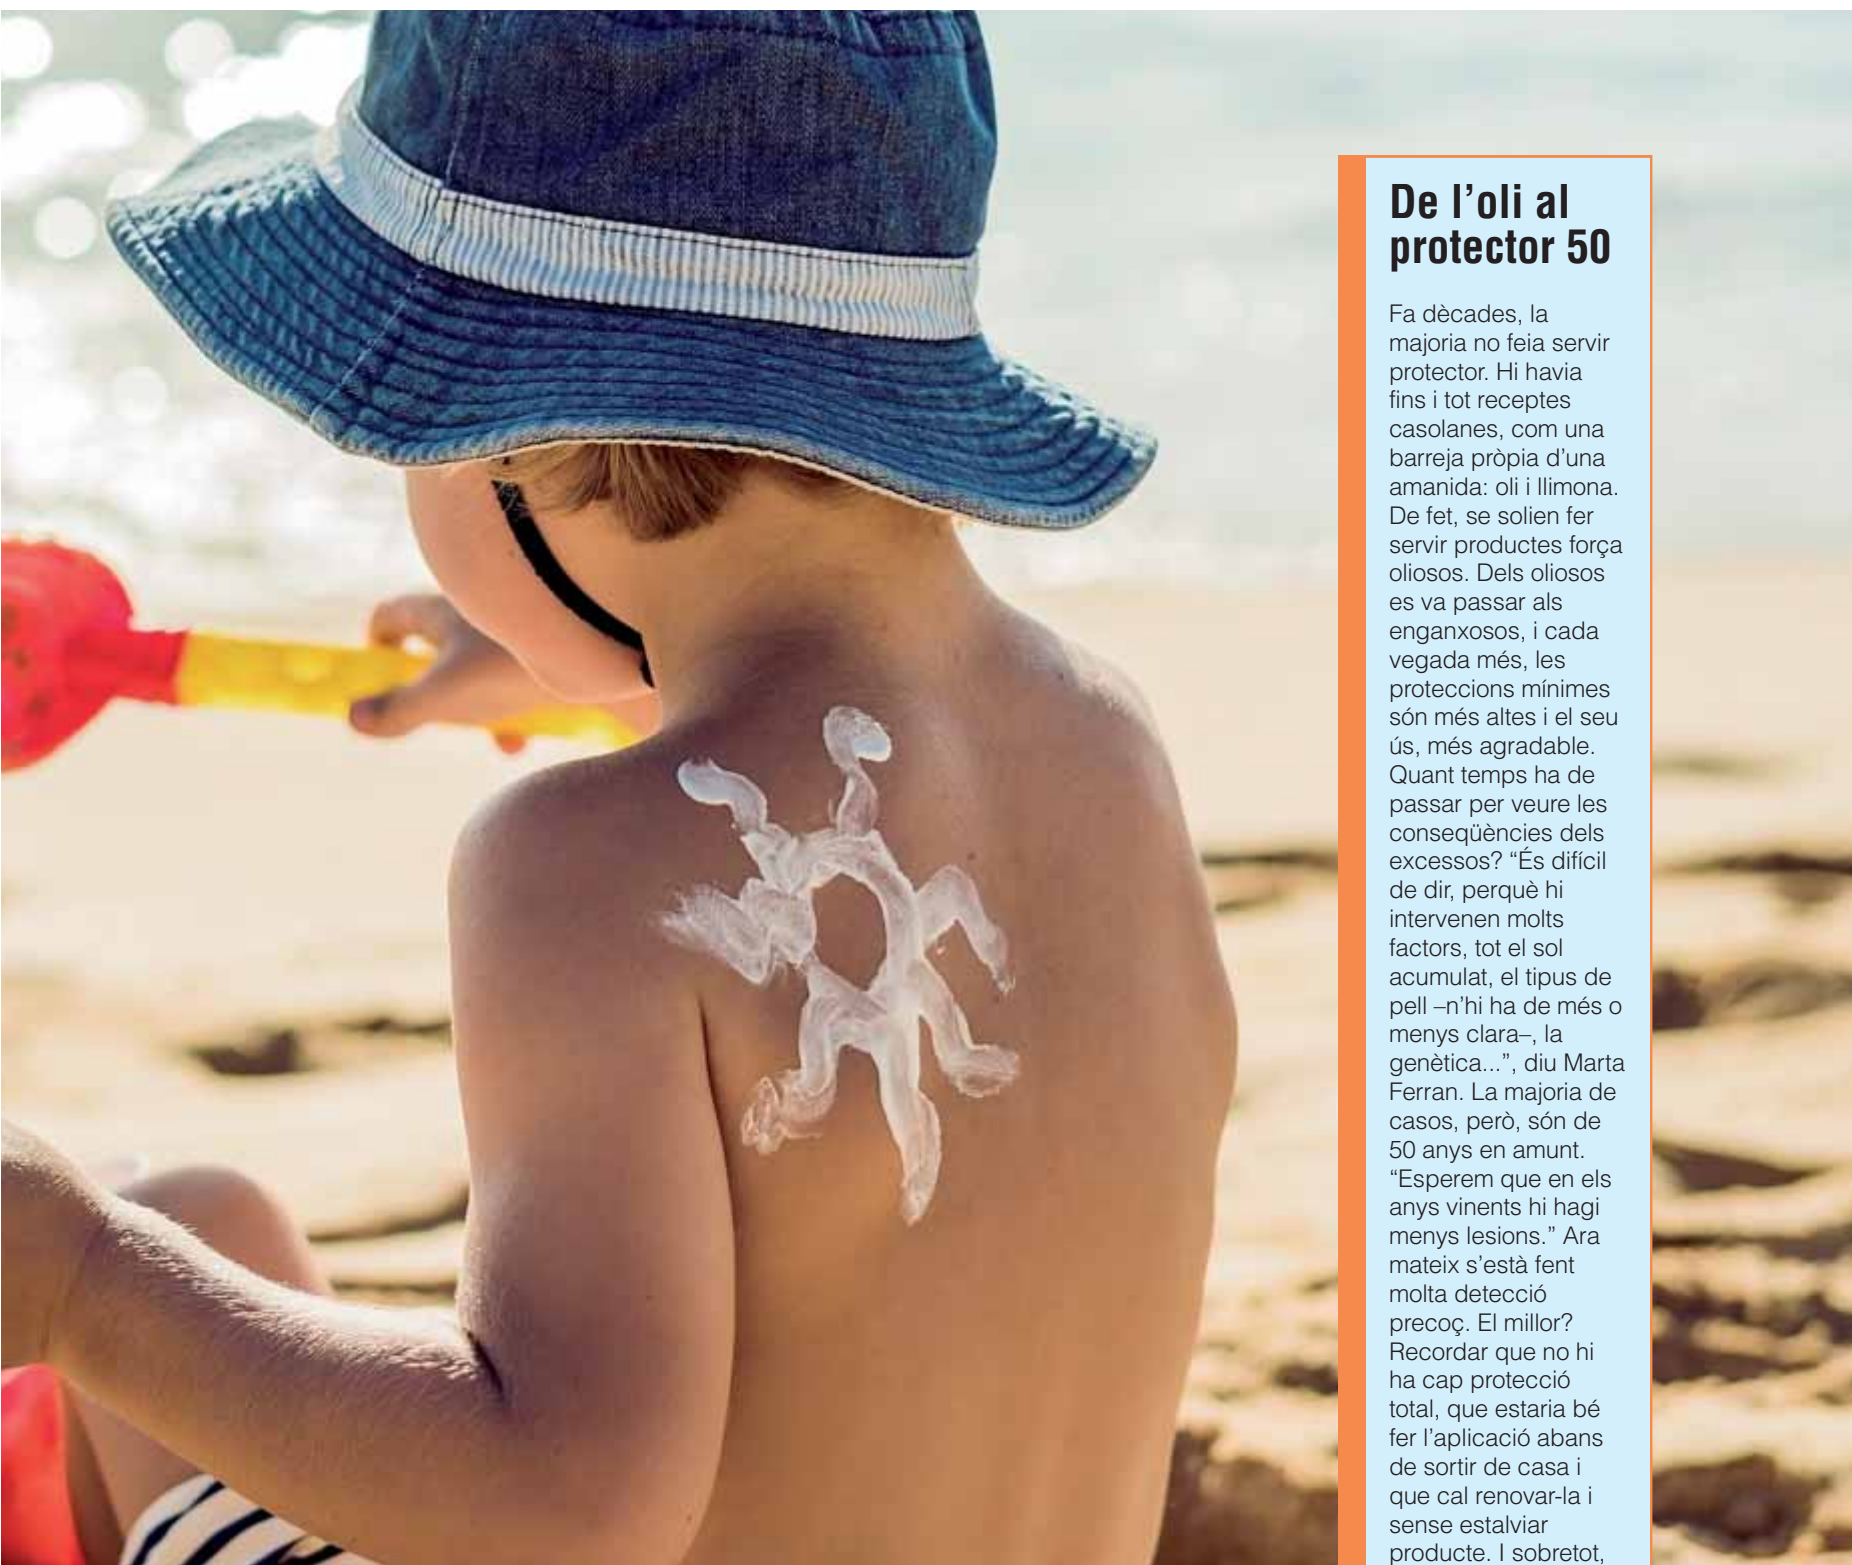 De l’oli al
protector 50
Fa dècades, la
majoria no feia servir
protector. Hi havia
fins i tot receptes
casolanes, com una
barreja pròpia d’una
amanida: oli i llimona.
De fet, se solien fer
servir productes força
oliosos. Dels oliosos
es va passar als
enganxosos, i cada
vegada més, les
proteccions mínimes
són més altes i el seu
ús, més agradable.
Quant temps ha de
passar per veure les
conseqüències dels
excessos? “És difícil
de dir, perquè hi
intervenen molts
factors, tot el sol
acumulat, el tipus de
pell –n’hi ha de més o
menys clara–, la
genètica...”, diu Marta
Ferran. La majoria de
casos, però, són de
50 anys en amunt.
“Esperem que en els
anys vinents hi hagi
menys lesions.” Ara
mateix s’està fent
molta detecció
precoç. El millor?
Recordar que no hi
ha cap protecció
total, que estaria bé
fer l’aplicació abans
de sortir de casa i
que cal renovar-la i
sense estalviar
producte. I sobretot,